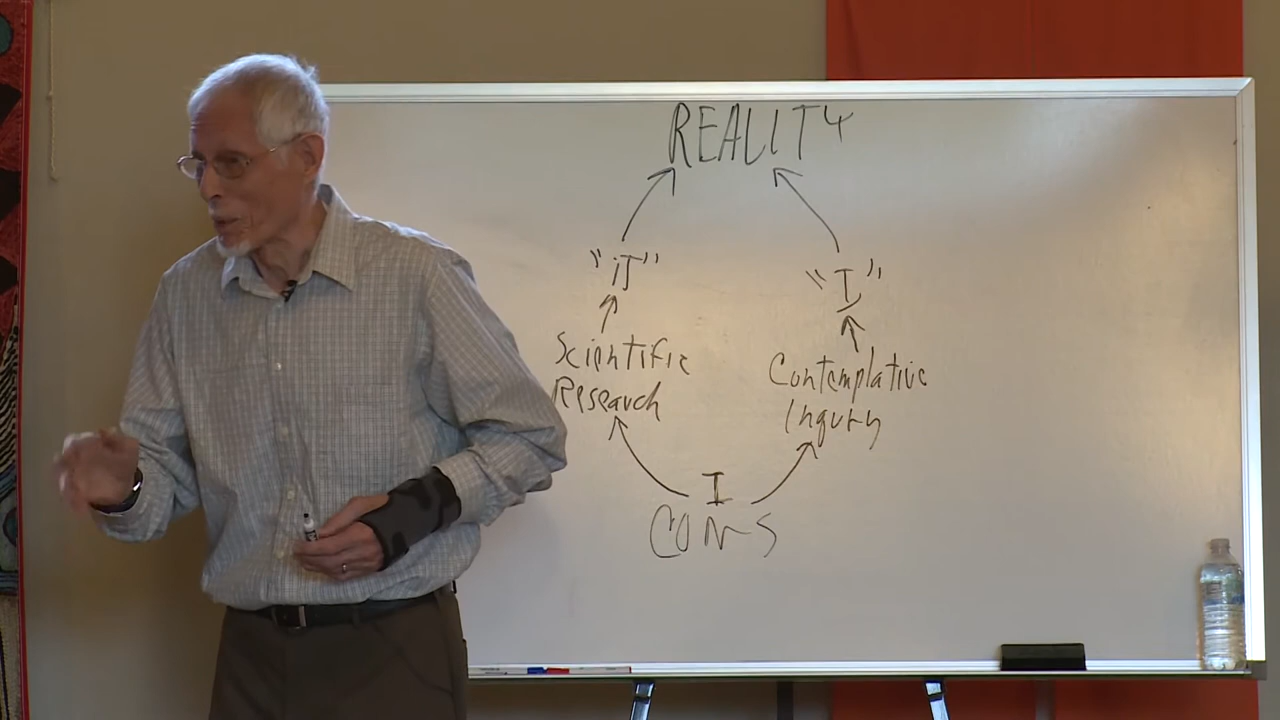 REALITY
"iT"
"I"
Scientific
Research
Contemplative
Inquiry
I
CONS